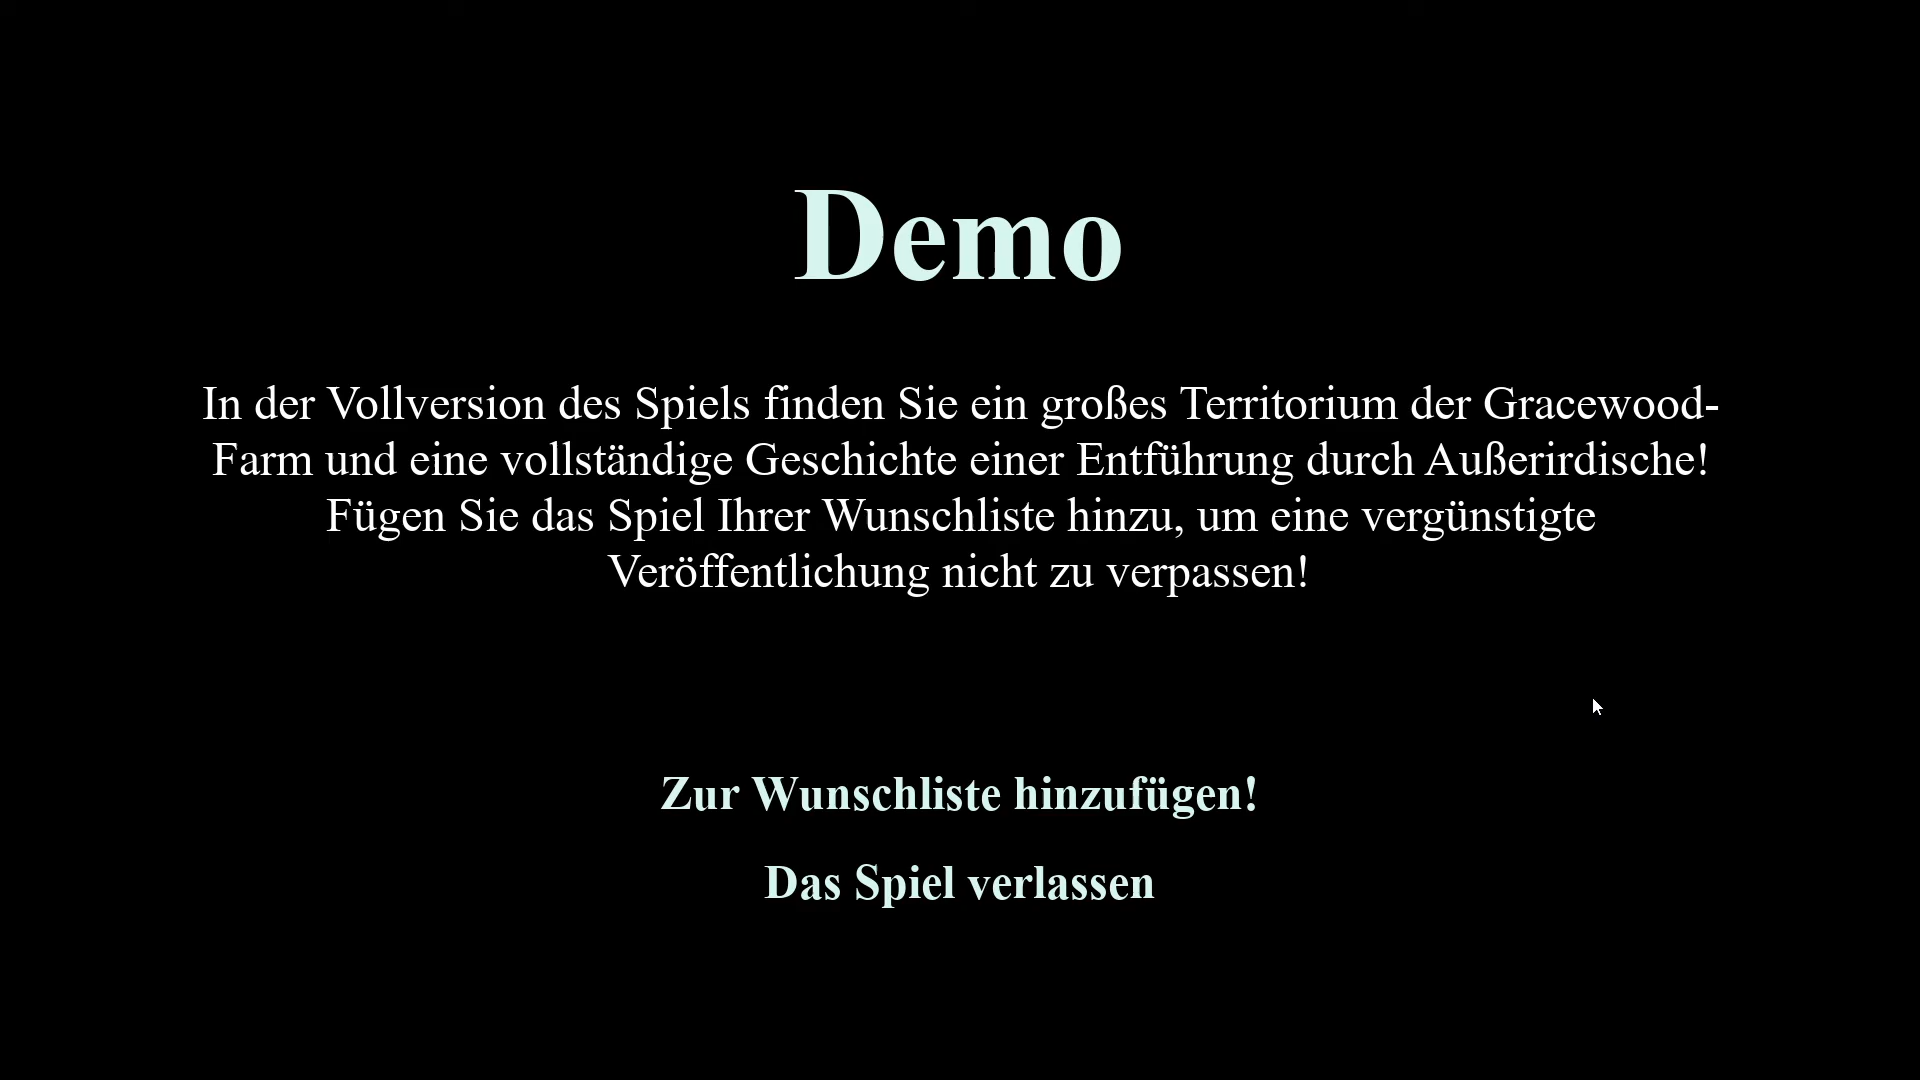 Demo
In der Vollversion des Spiels finden Sie ein großes Territorium der Gracewood-
Farm und eine vollständige Geschichte einer Entführung durch Außerirdische!
Fügen Sie das Spiel Ihrer Wunschliste hinzu, um eine vergünstigte
Veröffentlichung nicht zu verpassen!
Zur Wunschliste hinzufügen!
Das Spiel verlassen